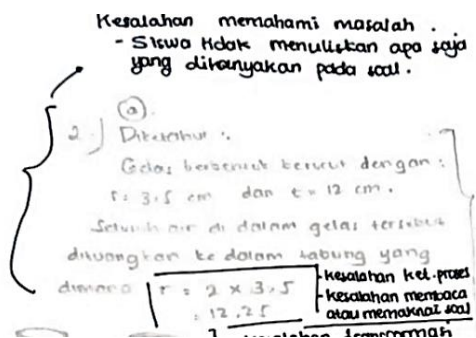 Kesalahan memahami masalah .
- Siswa tidak menuliskan apa saja
yang ditanyakan pada soal .
(a).
2.) Diketahui :
Gelas berbentuk kerucut dengan :
r = 3,5 cm dan t = 12 cm .
Seluruh air di dalam gelas tersebut
dituangkan ke dalam tabung yang
dimana r = 2 x 3,5
= 12,25
- kesalahan ket. proses
- kesalahan membaca
atau memaknai soal
kesalahan transformasi